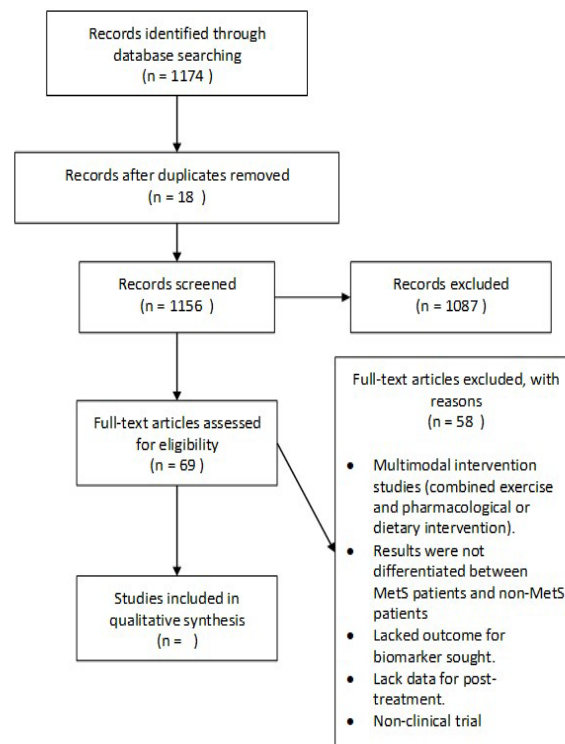 Records identified through
database searching
(n = 1174 )
Records after duplicates removed
(n = 18 )
Records screened
(n = 1156 )
Records excluded
(n = 1087 )
Full-text articles assessed
for eligibility
(n = 69 )
Full-text articles excluded, with
reasons
(n = 58 )
• Multimodal intervention
studies (combined exercise
and pharmacological or
dietary intervention).
• Results were not
differentiated between
MetS patients and non-MetS
patients
• Lacked outcome for
biomarker sought.
• Lack data for post-
treatment.
• Non-clinical trial
Studies included in
qualitative synthesis
(n = )